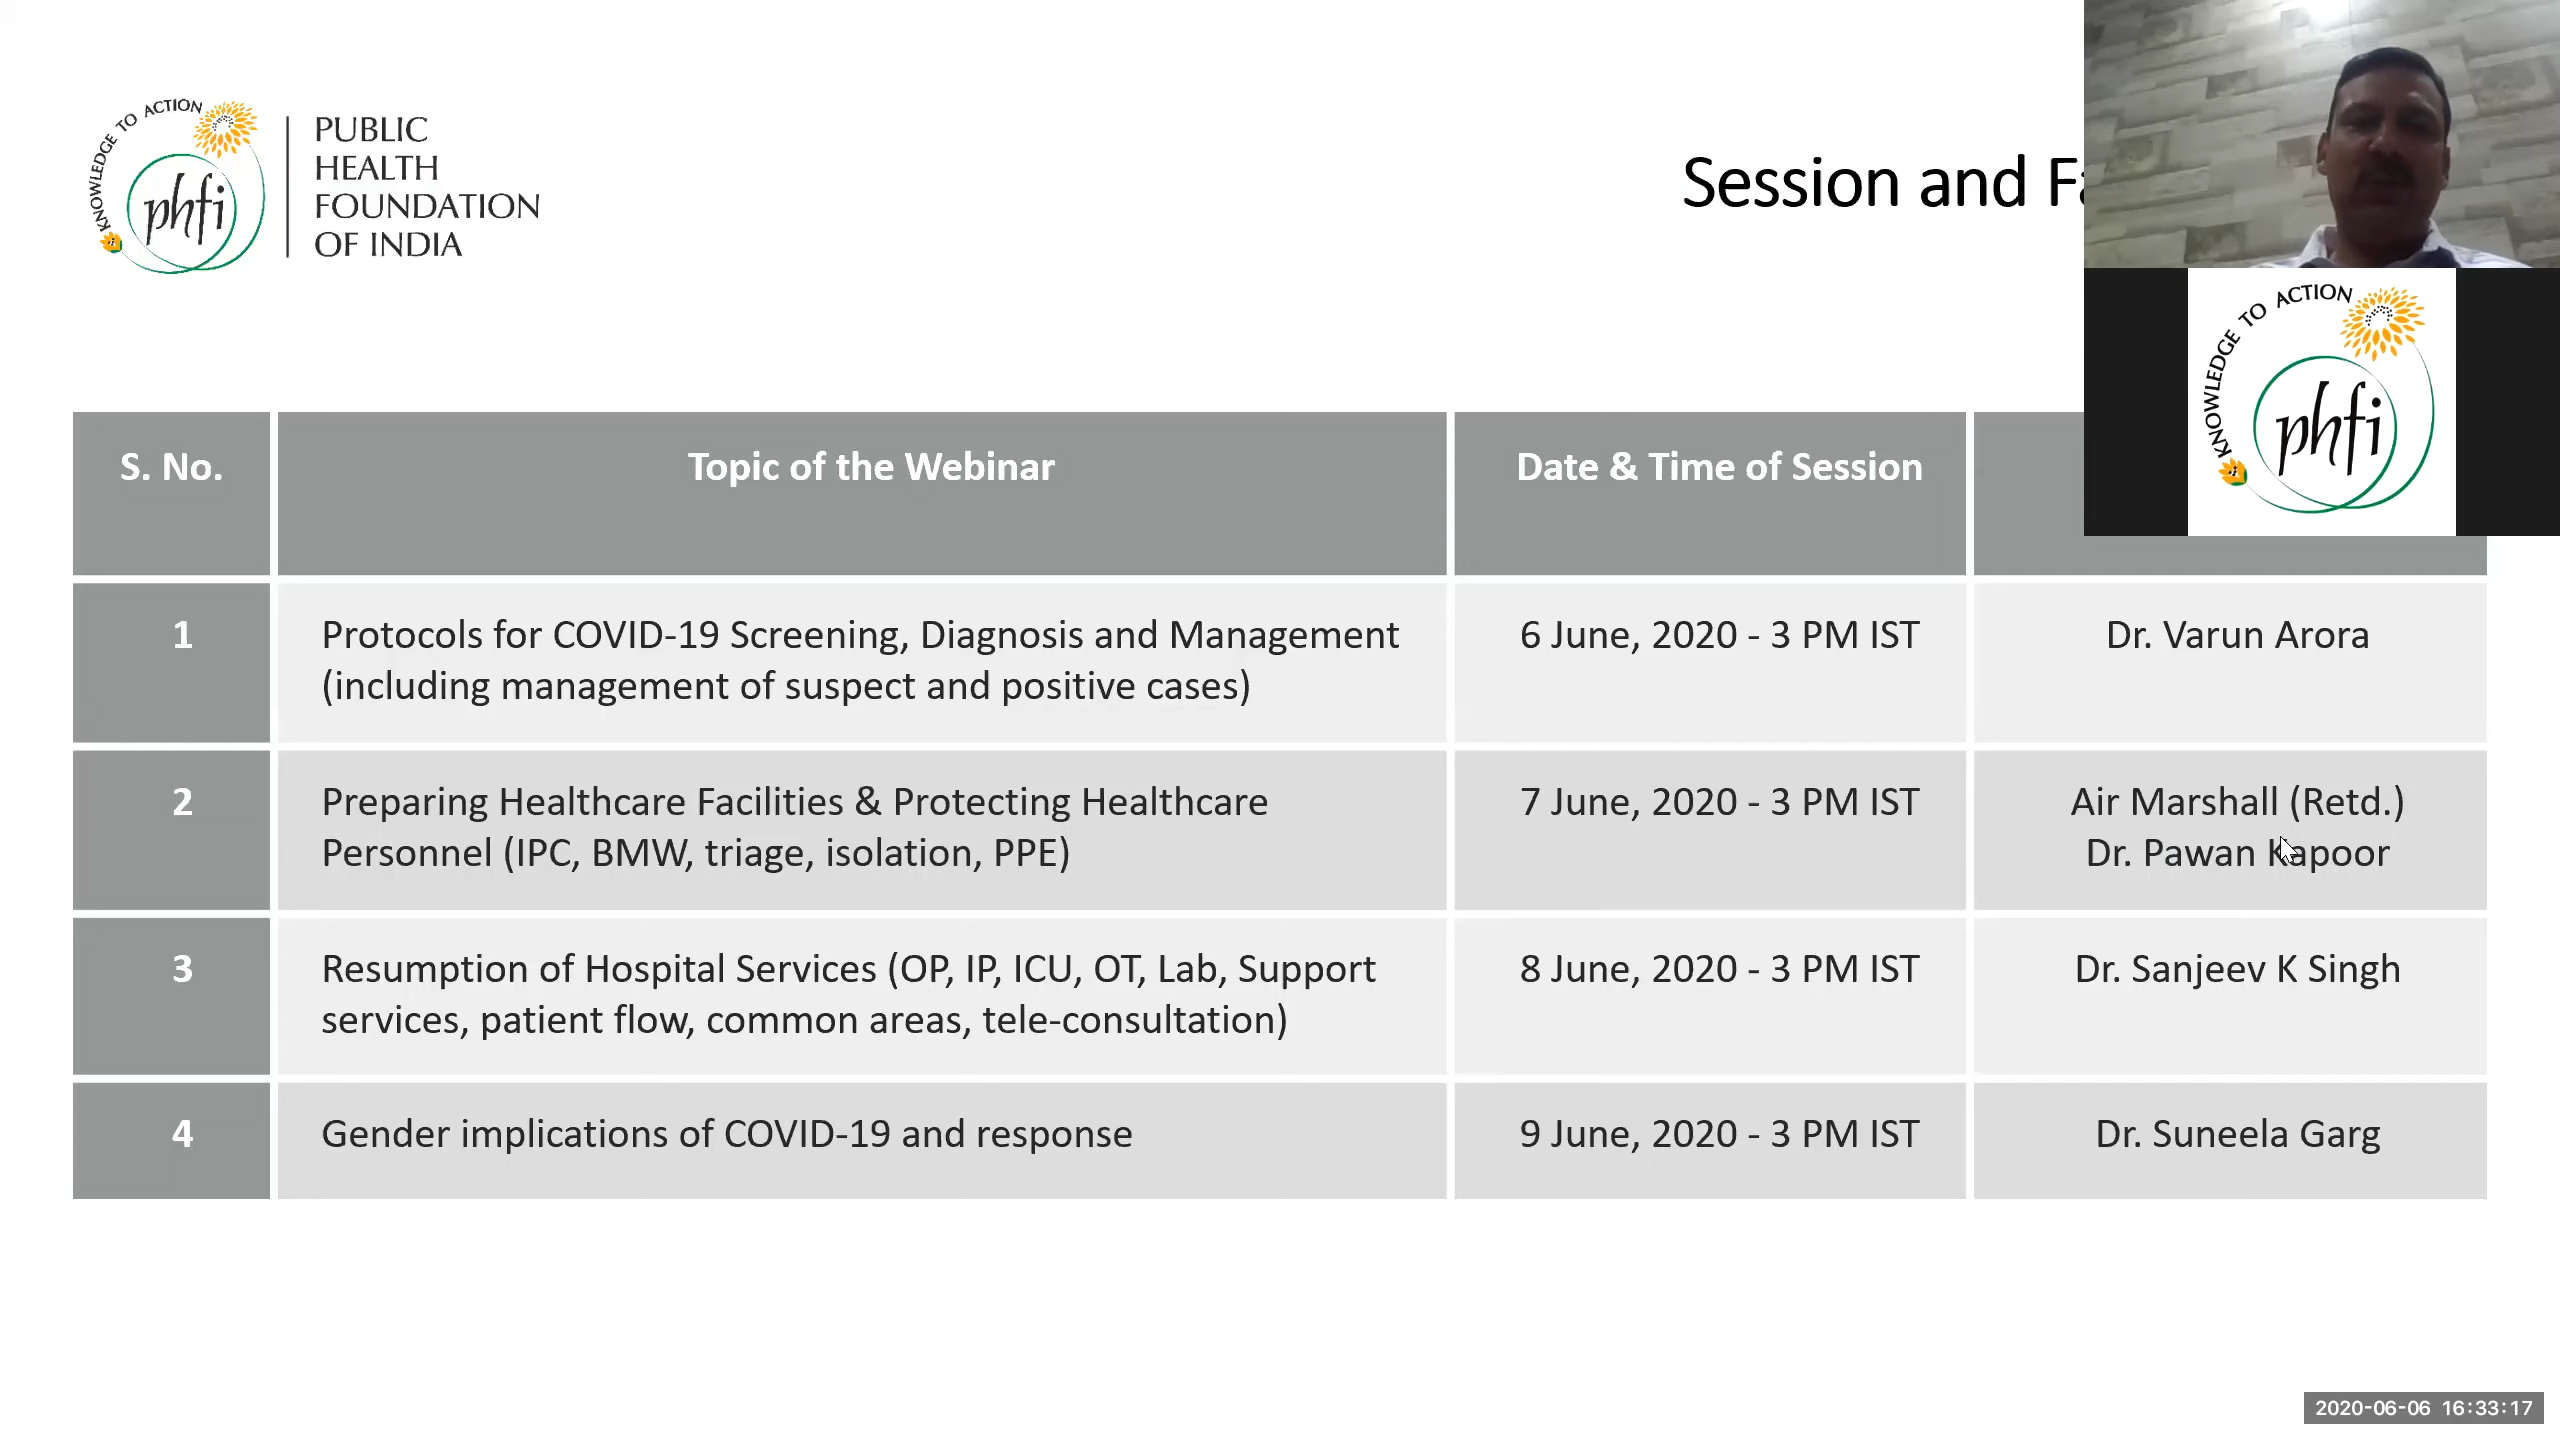 KNOWLEDGE TO ACTION
phfi
PUBLIC
HEALTH
FOUNDATION
OF INDIA
Session and
KNOWLEDGE TO ACTION
phfi
S. No.
Topic of the Webinar
Date & Time of Session
1
Protocols for COVID-19 Screening, Diagnosis and Management
(including management of suspect and positive cases)
6 June, 2020 - 3 PM IST
Dr. Varun Arora
2
Preparing Healthcare Facilities & Protecting Healthcare
Personnel (IPC, BMW, triage, isolation, PPE)
7 June, 2020 - 3 PM IST
Air Marshall (Retd.)
Dr. Pawan Kapoor
3
Resumption of Hospital Services (OP, IP, ICU, OT, Lab, Support
services, patient flow, common areas, tele-consultation)
8 June, 2020 - 3 PM IST
Dr. Sanjeev K Singh
4
Gender implications of COVID-19 and response
9 June, 2020 - 3 PM IST
Dr. Suneela Garg
2020-06-06 16:33:17